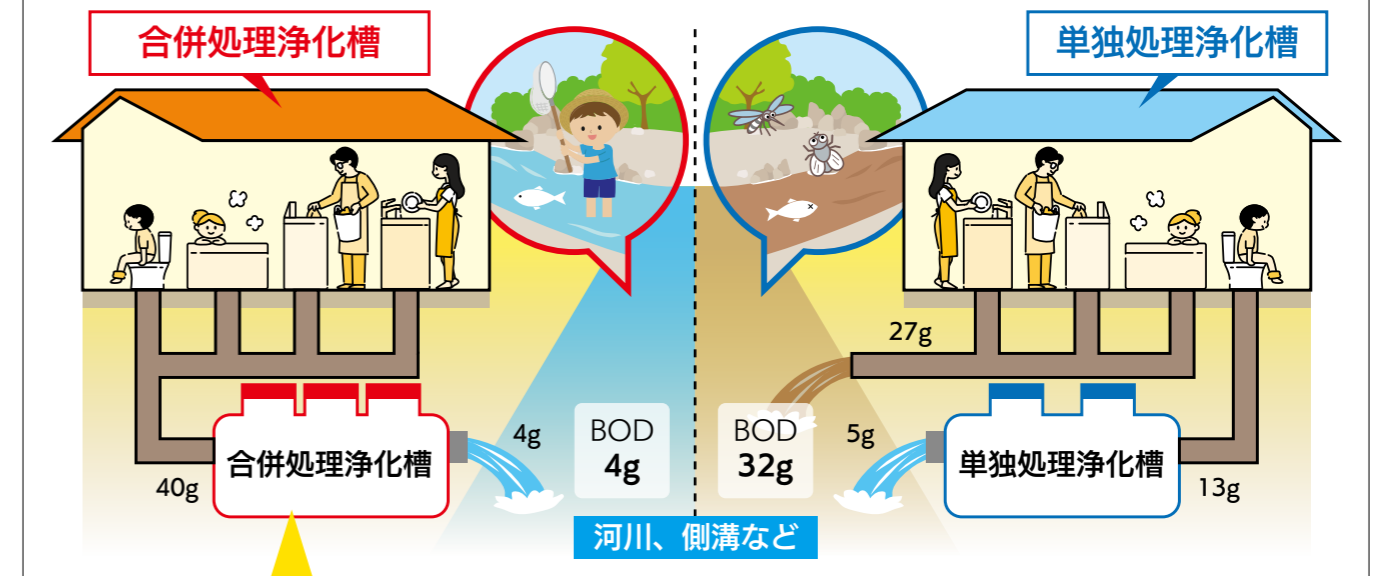 合併処理浄化槽
単独処理浄化槽
27g
4g
BOD
4g
BOD
32g
5g
合併処理浄化槽
単独処理浄化槽
40g
13g
河川、側溝など